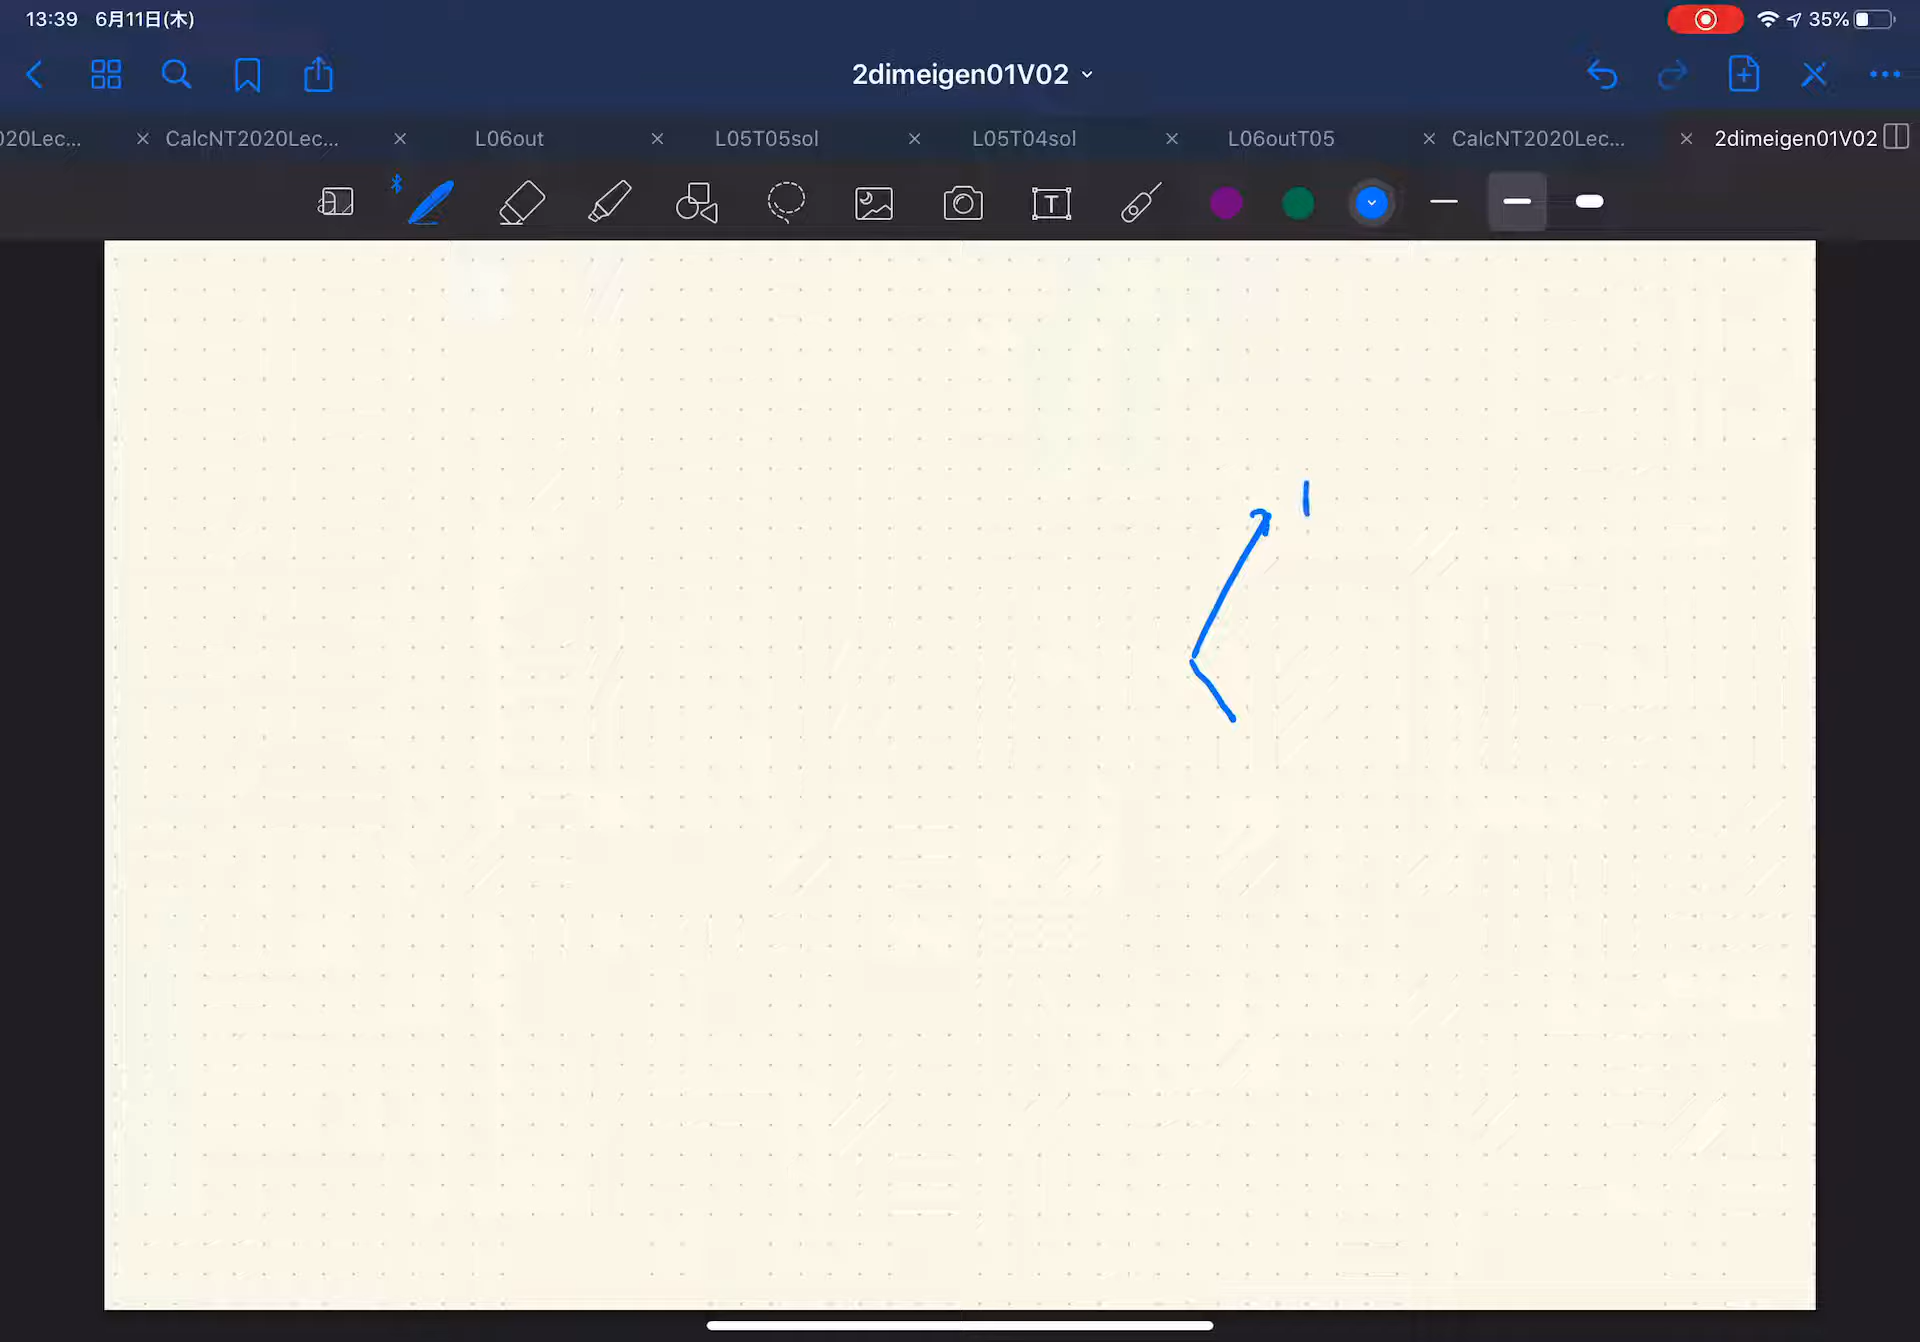 13:39 6月11日(木) 35%
2dimeigen01V02
020Lec... CalcNT2020Lec... L06out L05T05sol L05T04sol L06outT05 CalcNT2020Lec... 2dimeigen01V02
a T